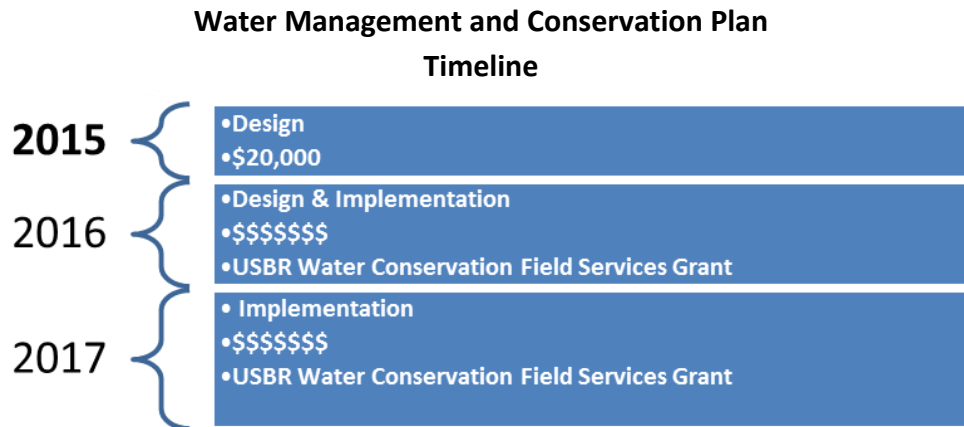 Water Management and Conservation Plan
Timeline
2015
•Design
•$20,000
2016
•Design & Implementation
•$$$$$$$
•USBR Water Conservation Field Services Grant
2017
• Implementation
•$$$$$$$
•USBR Water Conservation Field Services Grant